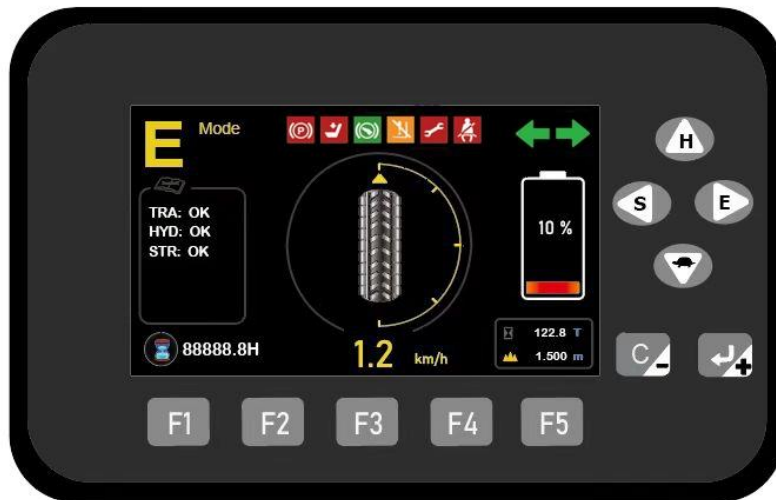 E Mode
(P)
TRA: OK
HYD: OK
STR: OK
10 %
88888.8H
1.2 km/h
122.8 T
1.500 m
H
S
E
C -
+
F1 F2 F3 F4 F5